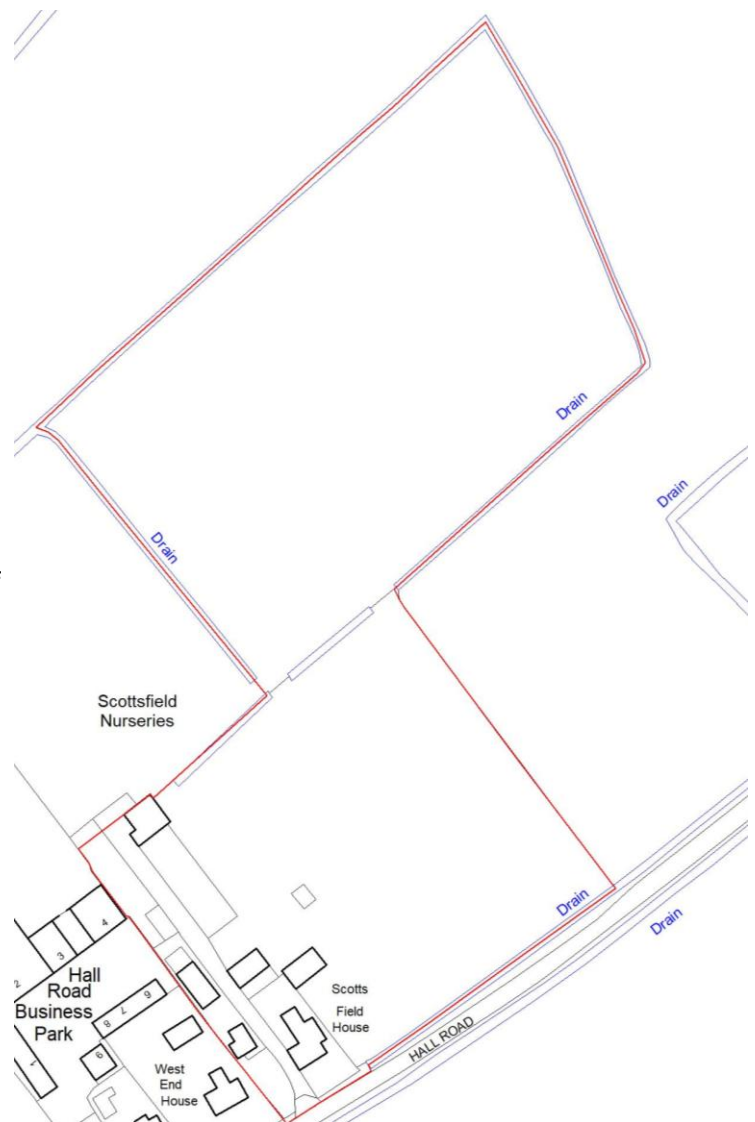 Drain
Drain
Drain
Scottsfield
Nurseries
Drain
Drain
4
3
2
1
Hall
Road
Business
Park
6
7
8
9
Scotts
Field
House
HALL ROAD
West
End
House